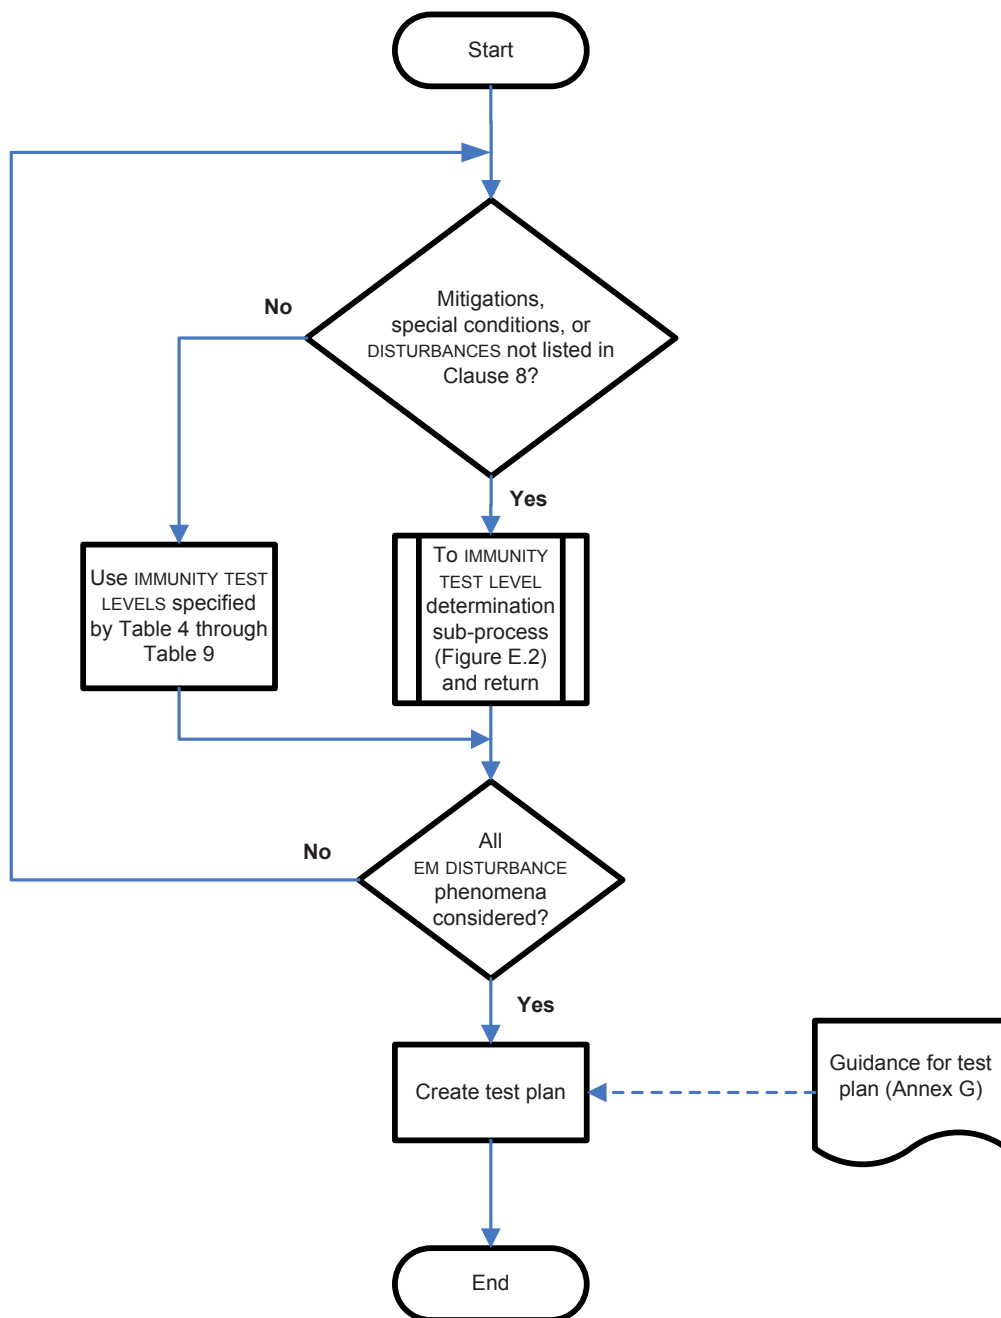 Start
No
Mitigations,
special conditions, or
DISTURBANCES not listed in
Clause 8?
Yes
Use IMMUNITY TEST
LEVELS specified
by Table 4 through
Table 9
To IMMUNITY
TEST LEVEL
determination
sub-process
(Figure E.2)
and return
No
All
EM DISTURBANCE
phenomena
considered?
Yes
Create test plan
Guidance for test
plan (Annex G)
End